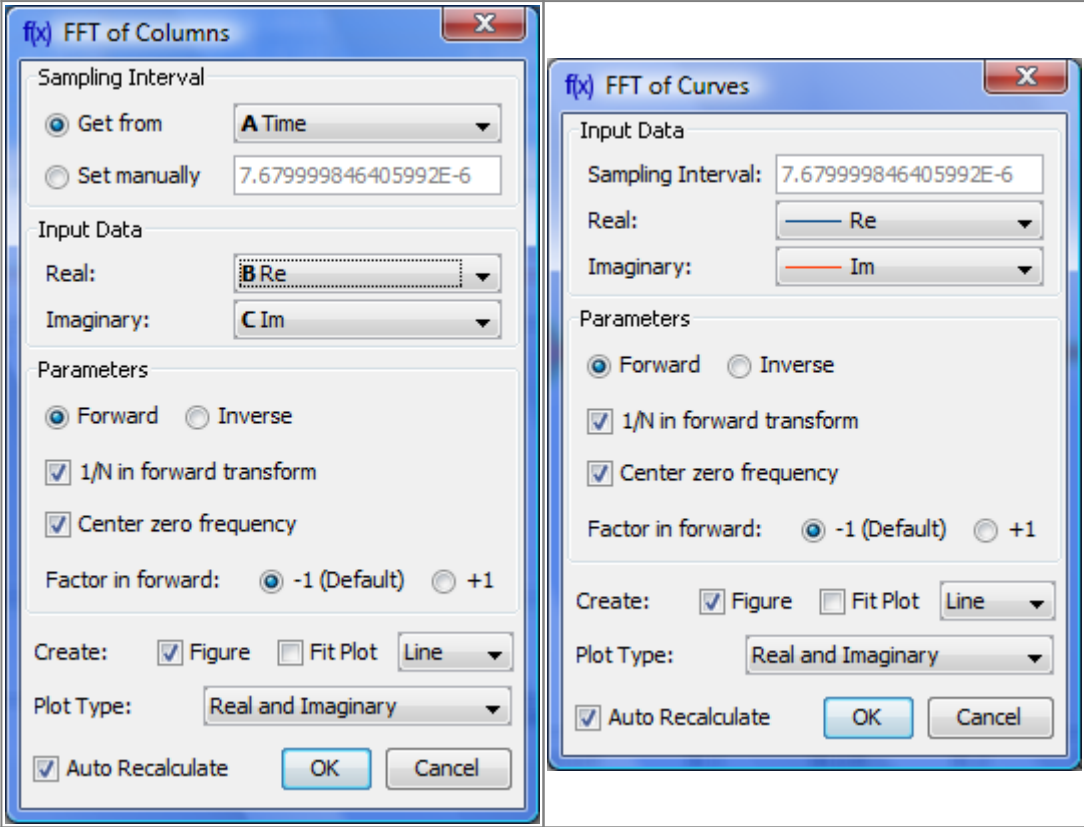 f(x) FFT of Columns
Sampling Interval
Get from A Time
Set manually 7.679999846405992E-6
Input Data
Real: B Re
Imaginary: C Im
Parameters
Forward Inverse
1/N in forward transform
Center zero frequency
Factor in forward: -1 (Default) +1
Create: Figure Fit Plot Line
Plot Type: Real and Imaginary
Auto Recalculate OK Cancel
f(x) FFT of Curves
Input Data
Sampling Interval: 7.679999846405992E-6
Real: Re
Imaginary: Im
Parameters
Forward Inverse
1/N in forward transform
Center zero frequency
Factor in forward: -1 (Default) +1
Create: Figure Fit Plot Line
Plot Type: Real and Imaginary
Auto Recalculate OK Cancel